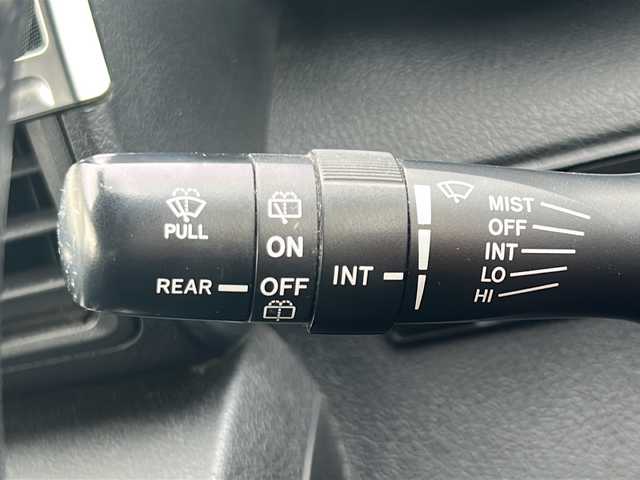 PULL
REAR
ON
OFF
INT
MIST
OFF
INT
LO
HI